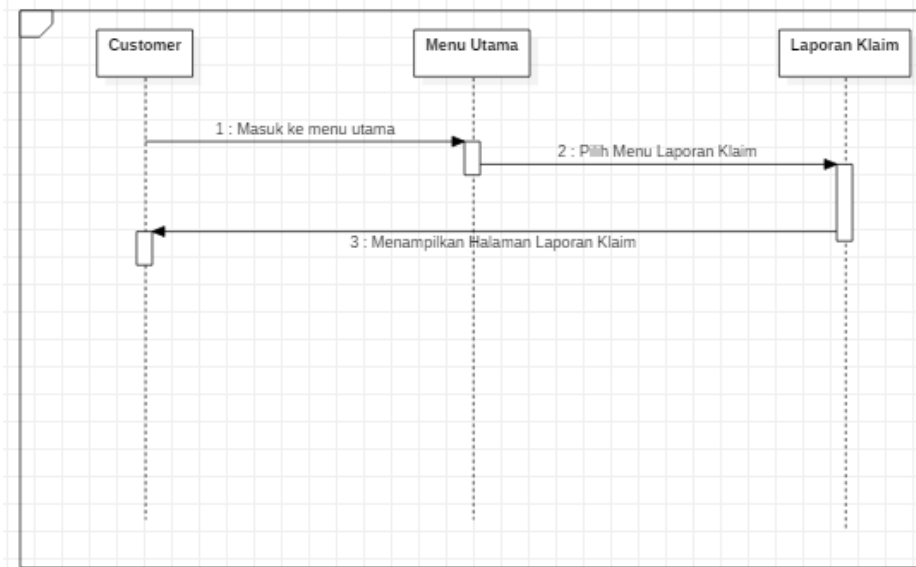 Customer
Menu Utama
Laporan Klaim
1 : Masuk ke menu utama
2 : Pilih Menu Laporan Klaim
3 : Menampilkan Halaman Laporan Klaim